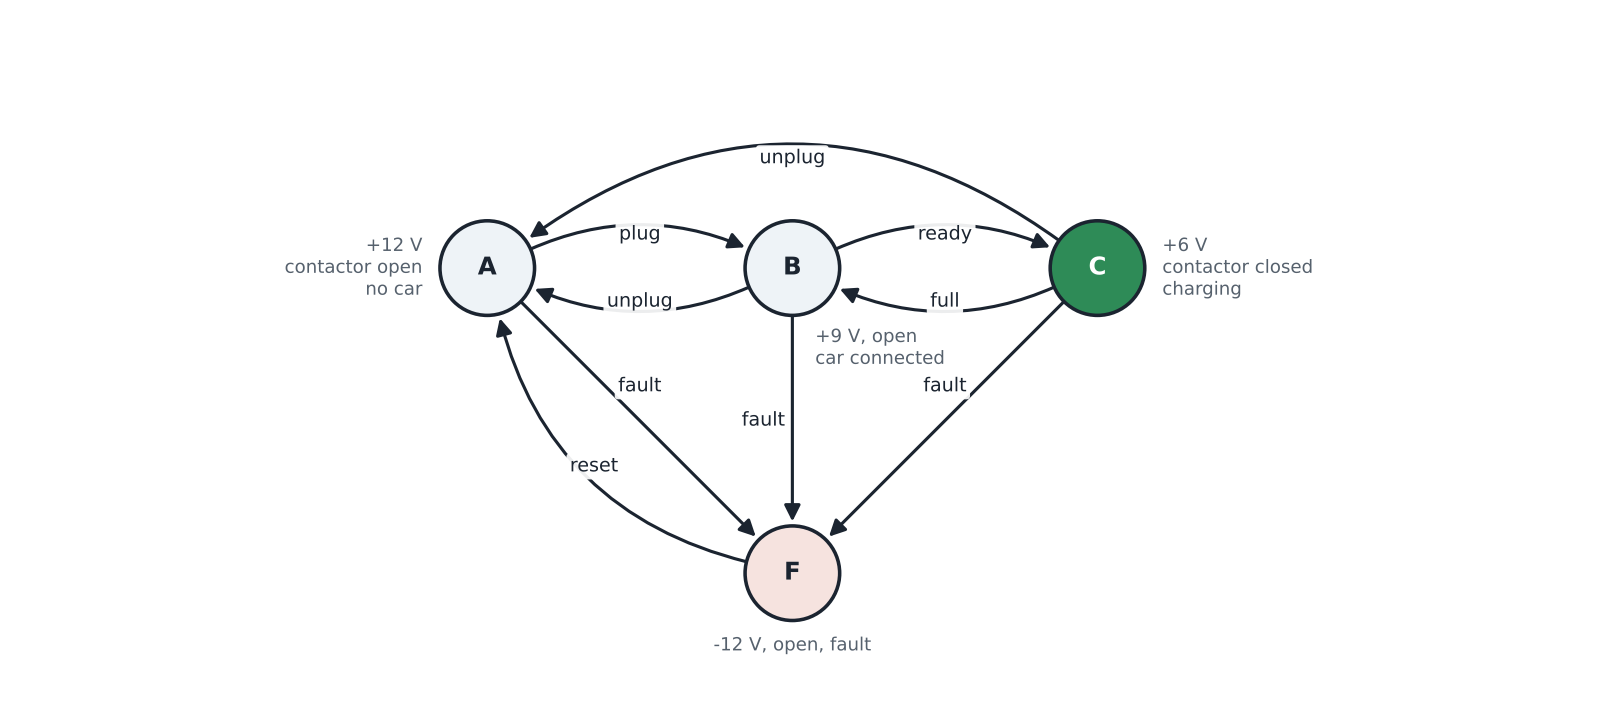 unplug
plug
ready
+12 V
contactor open
no car
A
B
C
+6 V
contactor closed
charging
unplug
full
+9 V, open
car connected
fault
fault
fault
reset
F
-12 V, open, fault